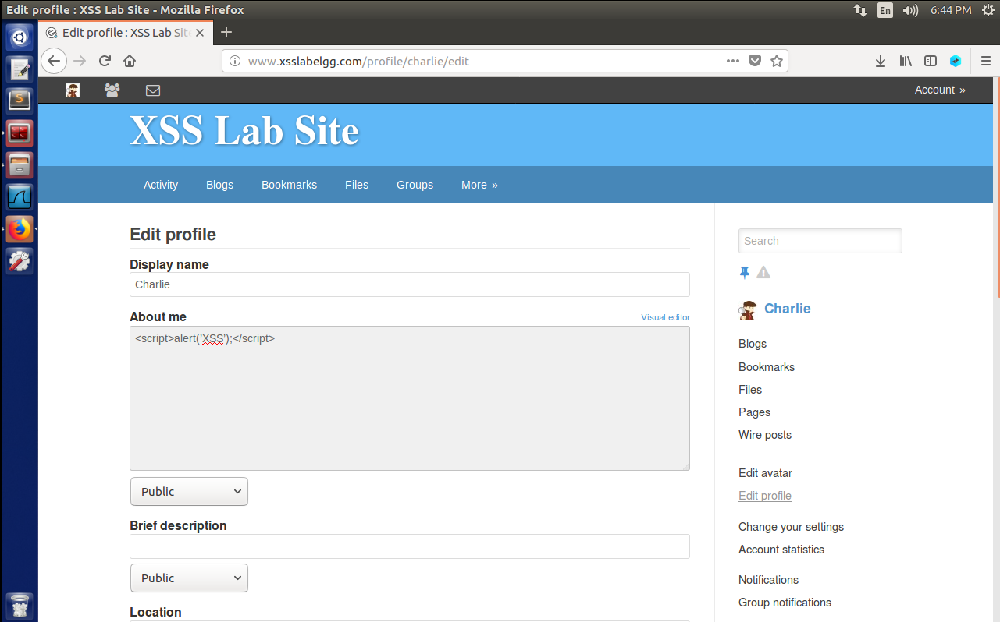 Edit profile : XSS Lab Site - Mozilla Firefox
En
6:44 PM
Edit profile : XSS Lab Site
www.xsslabelgg.com/profile/charlie/edit
Account »
XSS Lab Site
Activity
Blogs
Bookmarks
Files
Groups
More »
Edit profile
Display name
Charlie
About me
Visual editor
<script>alert('XSS');</script>
Public
Brief description
Public
Location
Search
Charlie
Blogs
Bookmarks
Files
Pages
Wire posts
Edit avatar
Edit profile
Change your settings
Account statistics
Notifications
Group notifications